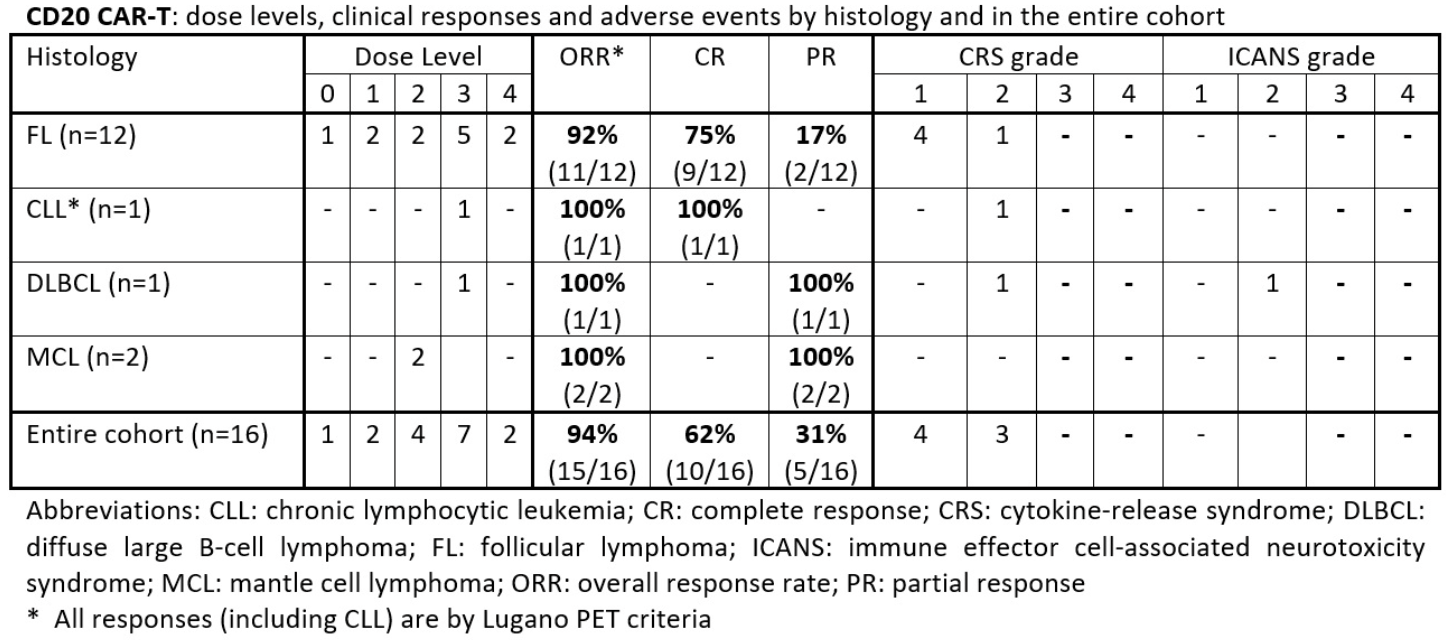 CD20 CAR-T: dose levels, clinical responses and adverse events by histology and in the entire cohort
Histology Dose Level ORR* CR PR CRS grade ICANS grade
0 1 2 3 4 1 2 3 4 1 2 3 4
FL (n=12) 1 2 2 5 2 92% 75% 17% 4 1 - - - - - -
(11/12) (9/12) (2/12)
CLL* (n=1) - - - 1 - 100% 100% - - 1 - - - - - -
(1/1) (1/1)
DLBCL (n=1) - - - 1 - 100% - 100% - 1 - - - 1 - -
(1/1) (1/1)
MCL (n=2) - - 2 - 100% - 100% - - - - - - - -
(2/2) (2/2)
Entire cohort (n=16) 1 2 4 7 2 94% 62% 31% 4 3 - - - - -
(15/16) (10/16) (5/16)
Abbreviations: CLL: chronic lymphocytic leukemia; CR: complete response; CRS: cytokine-release syndrome; DLBCL:
diffuse large B-cell lymphoma; FL: follicular lymphoma; ICANS: immune effector cell-associated neurotoxicity
syndrome; MCL: mantle cell lymphoma; ORR: overall response rate; PR: partial response
* All responses (including CLL) are by Lugano PET criteria